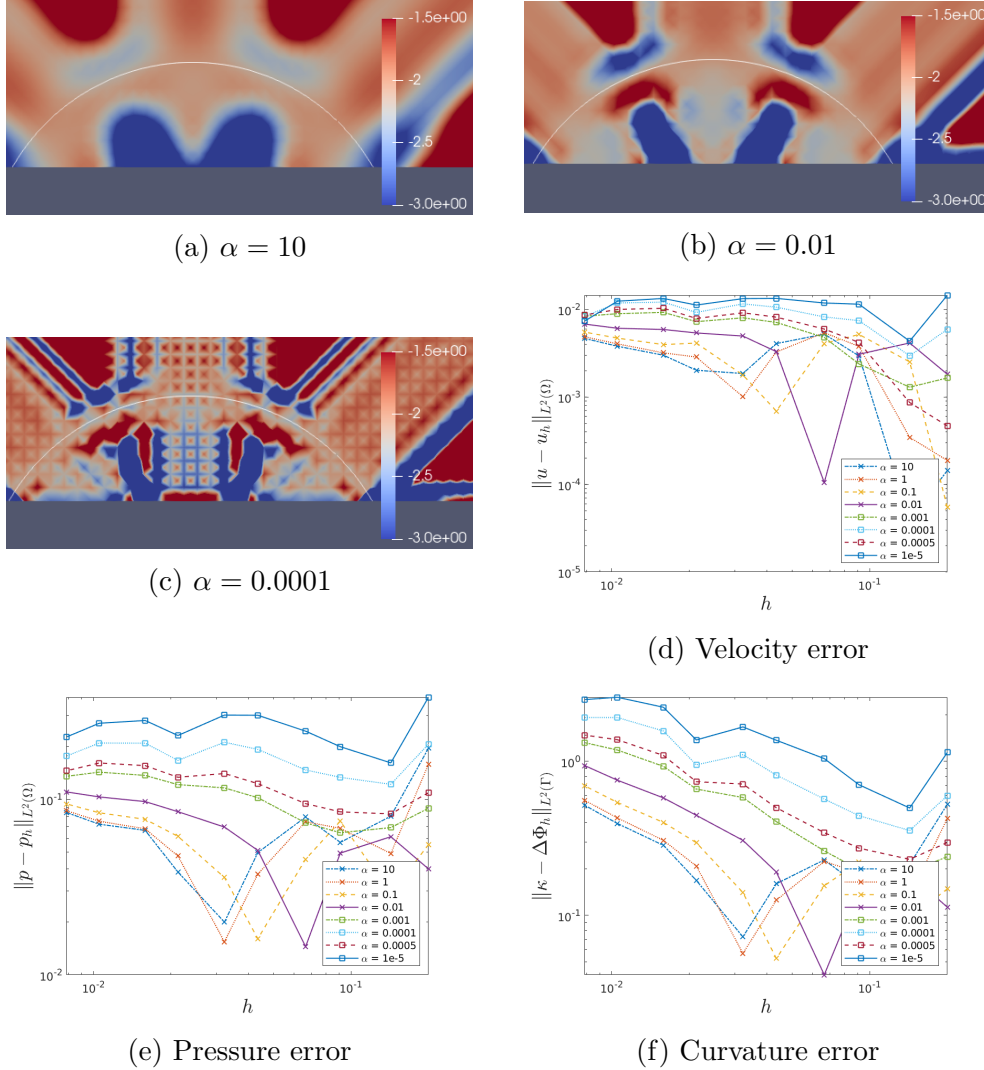 -1.5e+00
-2
-2.5
-3.0e+00
(a) α = 10
-1.5e+00
-2
-2.5
-3.0e+00
(b) α = 0.01
-1.5e+00
-2
-2.5
-3.0e+00
(c) α = 0.0001
10^-2
10^-3
10^-4
10^-5
‖u − u_h‖_{L²(Ω)}
α = 10
α = 1
α = 0.1
α = 0.01
α = 0.001
α = 0.0001
α = 0.0005
α = 1e-5
10^-2
10^-1
h
(d) Velocity error
10^-1
10^-2
‖p − p_h‖_{L²(Ω)}
α = 10
α = 1
α = 0.1
α = 0.01
α = 0.001
α = 0.0001
α = 0.0005
α = 1e-5
10^-2
10^-1
h
(e) Pressure error
10^0
10^-1
‖κ − ΔΦ_h‖_{L²(Γ)}
α = 10
α = 1
α = 0.1
α = 0.01
α = 0.001
α = 0.0001
α = 0.0005
α = 1e-5
10^-2
10^-1
h
(f) Curvature error